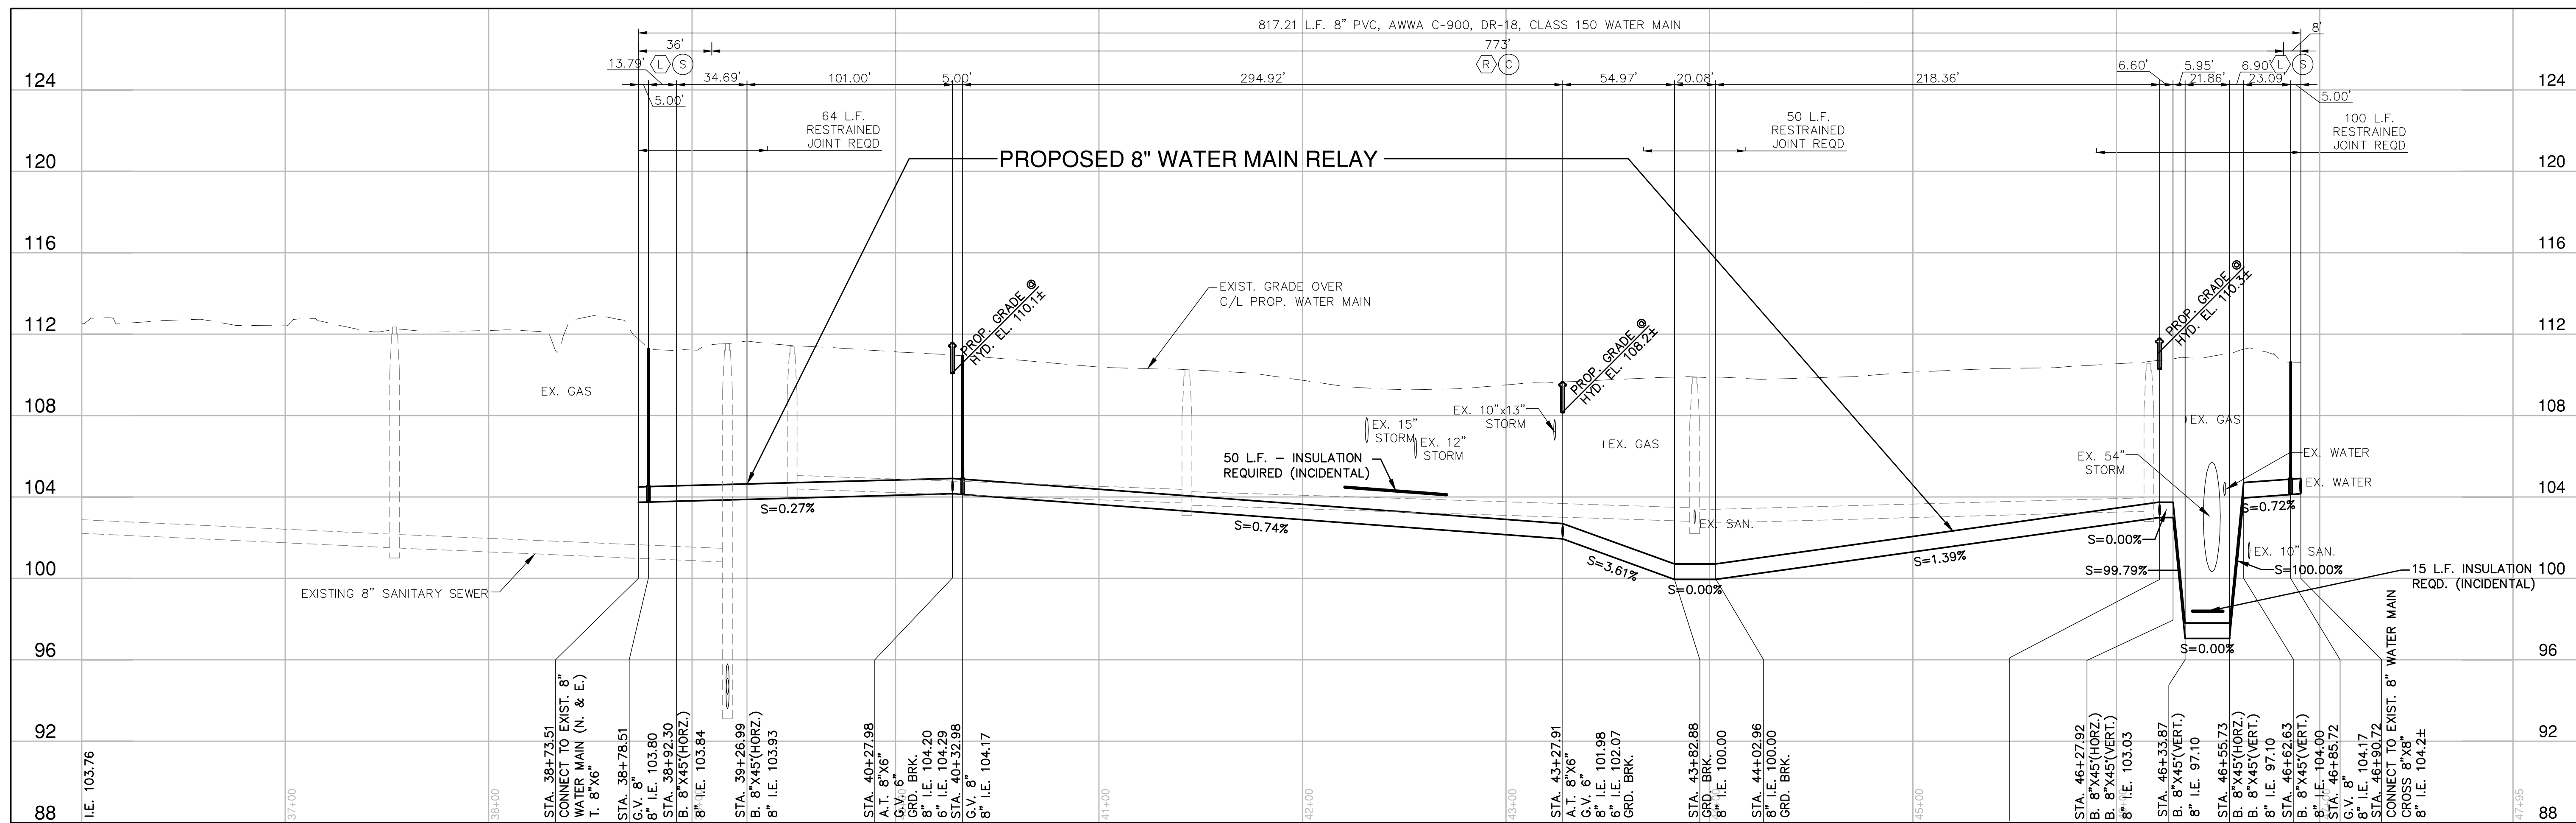 817.21 L.F. 8" PVC, AWWA C-900, DR-18, CLASS 150 WATER MAIN
36'
773'
8'
L S
R C
L S
13.79'
34.69'
101.00'
5.00'
294.92'
54.97'
20.08'
218.36'
6.60'
5.95'
21.86'
6.90'
23.09'
5.00'
5.00'
124
120
116
112
108
104
100
96
92
88
124
120
116
112
108
104
100
96
92
88
64 L.F.
RESTRAINED
JOINT REQD
50 L.F.
RESTRAINED
JOINT REQD
100 L.F.
RESTRAINED
JOINT REQD
PROPOSED 8" WATER MAIN RELAY
EXIST. GRADE OVER
C/L PROP. WATER MAIN
PROP. GRADE @
HYD. EL. 110.1±
PROP. GRADE @
HYD. EL. 108.2±
PROP. GRADE @
HYD. EL. 110.3±
EX. GAS
EX. 15"
STORM
EX. 12"
STORM
EX. 10"x13"
STORM
EX. GAS
EX. GAS
EX. 54"
STORM
EX. WATER
EX. WATER
50 L.F. - INSULATION
REQUIRED (INCIDENTAL)
EX. SAN.
EX. 10" SAN.
S=0.27%
S=0.74%
S=3.61%
S=0.00%
S=1.39%
S=0.00%
S=99.79%
S=0.00%
S=100.00%
S=0.72%
15 L.F. INSULATION
REQD. (INCIDENTAL)
EXISTING 8" SANITARY SEWER
I.E. 103.76
37+00
38+00
STA. 38+73.51
CONNECT TO EXIST. 8"
WATER MAIN (N. & E.)
T. 8"X6"
STA. 38+78.51
G.V. 8"
8" I.E. 103.80
STA. 38+92.30
B. 8"X45°(HORZ.)
8" I.E. 103.84
STA. 39+26.99
B. 8"X45°(HORZ.)
8" I.E. 103.93
STA. 40+27.98
A.T. 8"X6"
G.V. 6"
GRD. BRK.
8" I.E. 104.20
6" I.E. 104.29
STA. 40+32.98
G.V. 8"
8" I.E. 104.17
41+00
42+00
43+00
STA. 43+27.91
A.T. 8"X6"
G.V. 6"
8" I.E. 101.98
6" I.E. 102.07
GRD. BRK.
STA. 43+82.88
GRD. BRK.
8" I.E. 100.00
STA. 44+02.96
8" I.E. 100.00
GRD. BRK.
45+00
STA. 46+27.92
B. 8"X45°(HORZ.)
B. 8"X45°(VERT.)
8" I.E. 103.03
STA. 46+33.87
B. 8"X45°(VERT.)
8" I.E. 97.10
STA. 46+55.73
B. 8"X45°(HORZ.)
B. 8"X45°(VERT.)
8" I.E. 97.10
STA. 46+62.63
B. 8"X45°(VERT.)
8" I.E. 104.00
STA. 46+85.72
G.V. 8"
8" I.E. 104.17
STA. 46+90.72
CONNECT TO EXIST. 8" WATER MAIN
CROSS 8"X8"
8" I.E. 104.2±
47+95